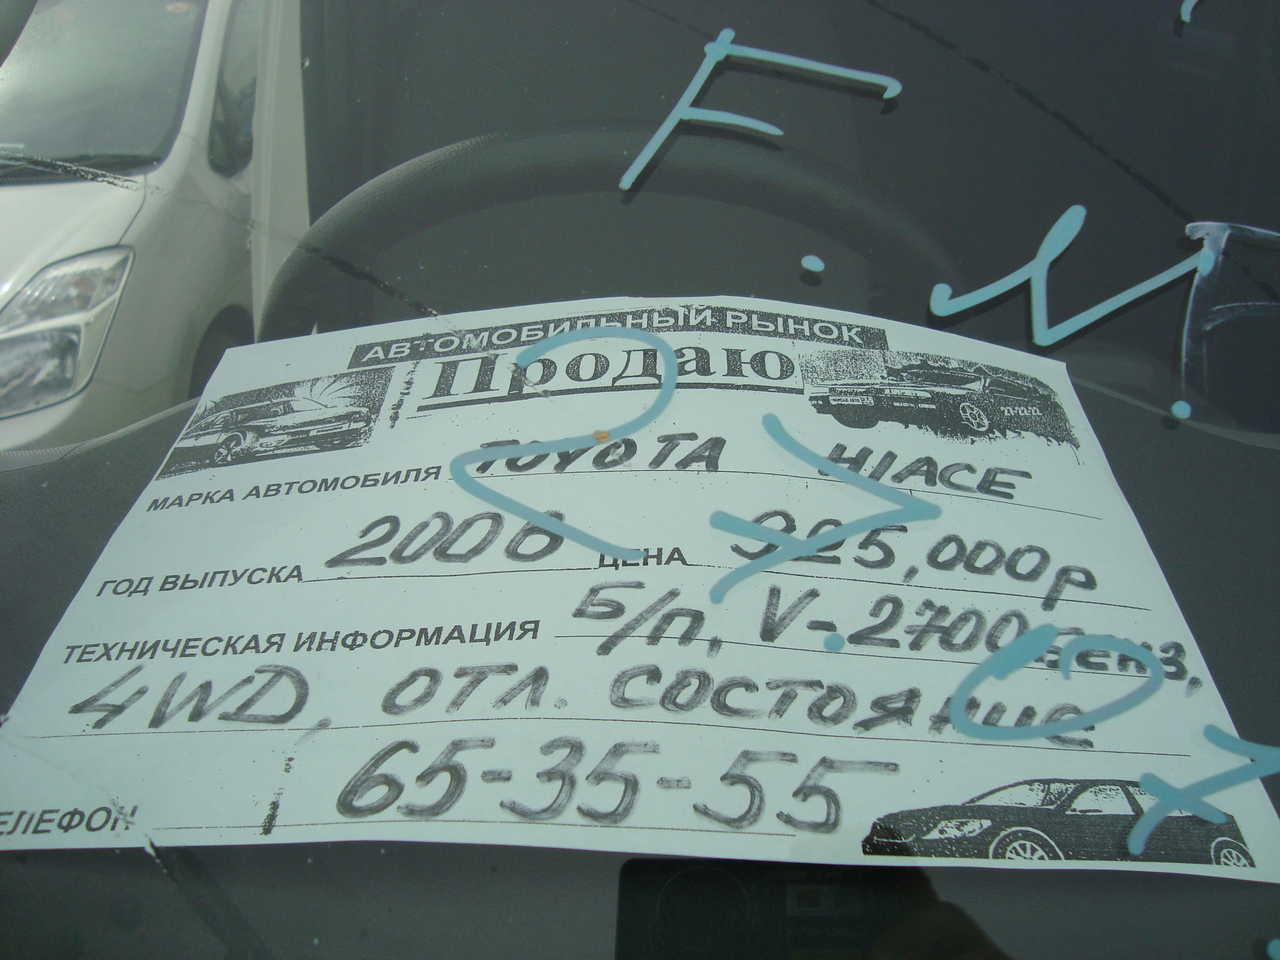 АВТОМОБИЛЬНЫЙ РЫНОК
Продаю
МАРКА АВТОМОБИЛЯ TOYOTA HIACE
ГОД ВЫПУСКА 2006 ЦЕНА 925,000р
ТЕХНИЧЕСКАЯ ИНФОРМАЦИЯ Б/п, V-2700 бенз,
4WD, отл. состояние
65-35-55
ТЕЛЕФОН